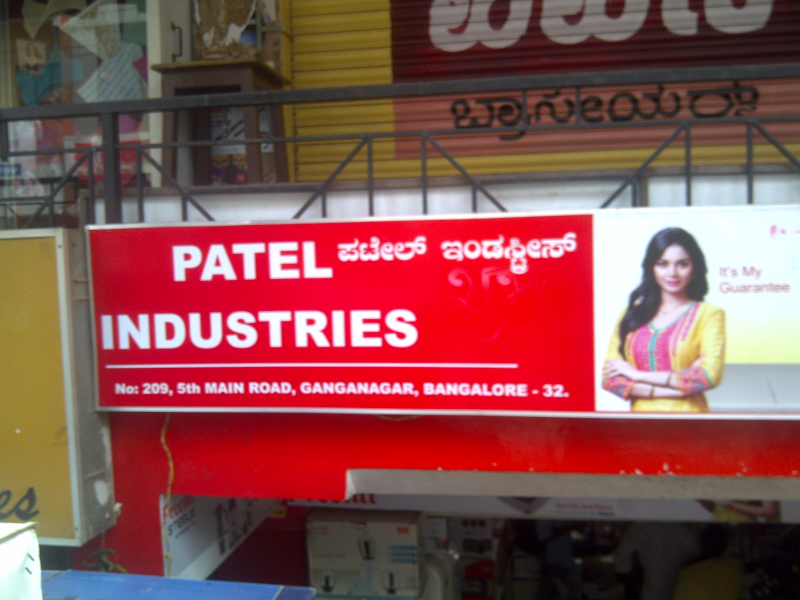 ಬ್ರಾಸೀಯರ್ಸ್
PATEL ಪಟೇಲ್ ಇಂಡಸ್ಟ್ರೀಸ್
INDUSTRIES
No: 209, 5th MAIN ROAD, GANGANAGAR, BANGALORE - 32.
It's My
Guarantee